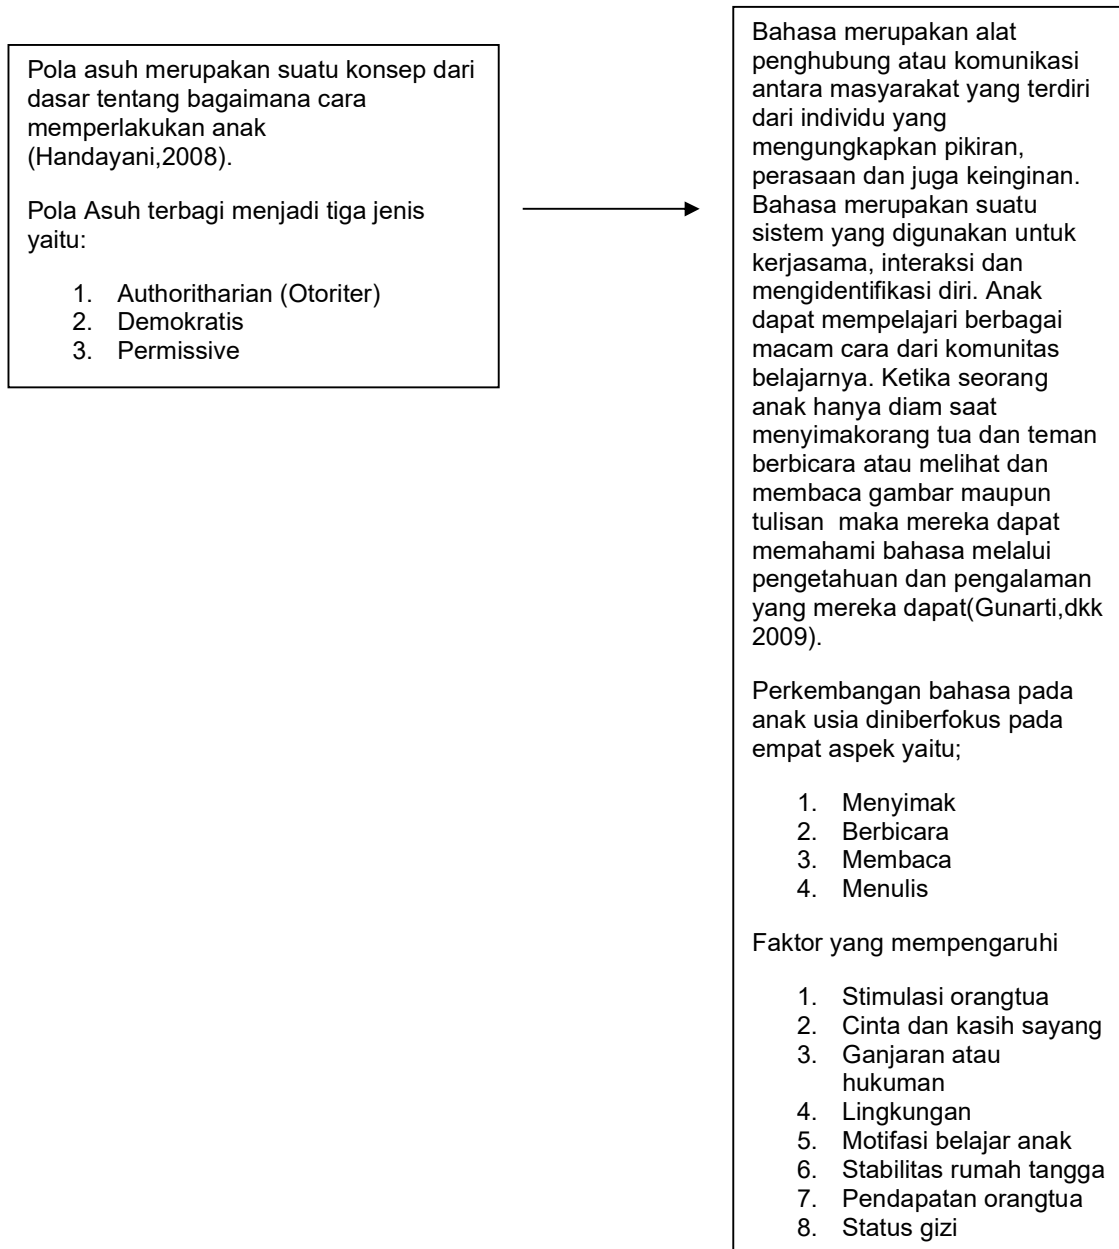 Pola asuh merupakan suatu konsep dari
dasar tentang bagaimana cara
memperlakukan anak
(Handayani,2008).
Pola Asuh terbagi menjadi tiga jenis
yaitu:
1. Authoritharian (Otoriter)
2. Demokratis
3. Permissive
Bahasa merupakan alat
penghubung atau komunikasi
antara masyarakat yang terdiri
dari individu yang
mengungkapkan pikiran,
perasaan dan juga keinginan.
Bahasa merupakan suatu
sistem yang digunakan untuk
kerjasama, interaksi dan
mengidentifikasi diri. Anak
dapat mempelajari berbagai
macam cara dari komunitas
belajarnya. Ketika seorang
anak hanya diam saat
menyimakorang tua dan teman
berbicara atau melihat dan
membaca gambar maupun
tulisan  maka mereka dapat
memahami bahasa melalui
pengetahuan dan pengalaman
yang mereka dapat(Gunarti,dkk
2009).
Perkembangan bahasa pada
anak usia diniberfokus pada
empat aspek yaitu;
1. Menyimak
2. Berbicara
3. Membaca
4. Menulis
Faktor yang mempengaruhi
1. Stimulasi orangtua
2. Cinta dan kasih sayang
3. Ganjaran atau
hukuman
4. Lingkungan
5. Motifasi belajar anak
6. Stabilitas rumah tangga
7. Pendapatan orangtua
8. Status gizi